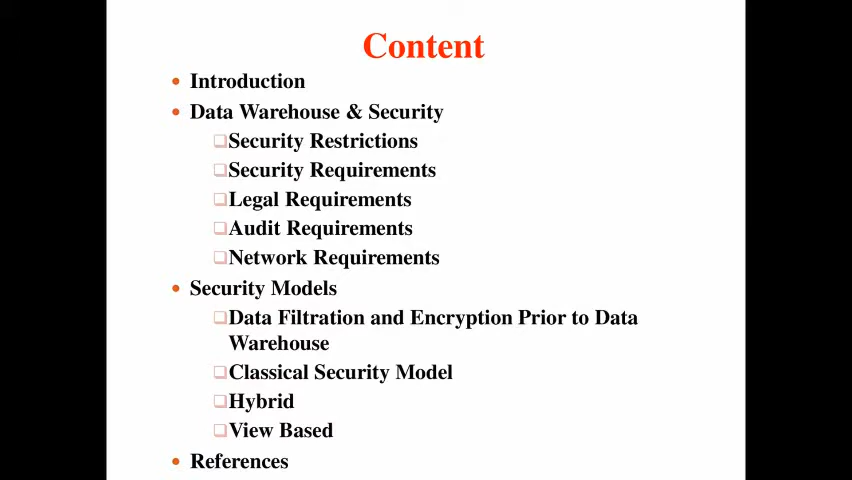 Content
• Introduction
• Data Warehouse & Security
❑Security Restrictions
❑Security Requirements
❑Legal Requirements
❑Audit Requirements
❑Network Requirements
• Security Models
❑Data Filtration and Encryption Prior to Data
Warehouse
❑Classical Security Model
❑Hybrid
❑View Based
• References